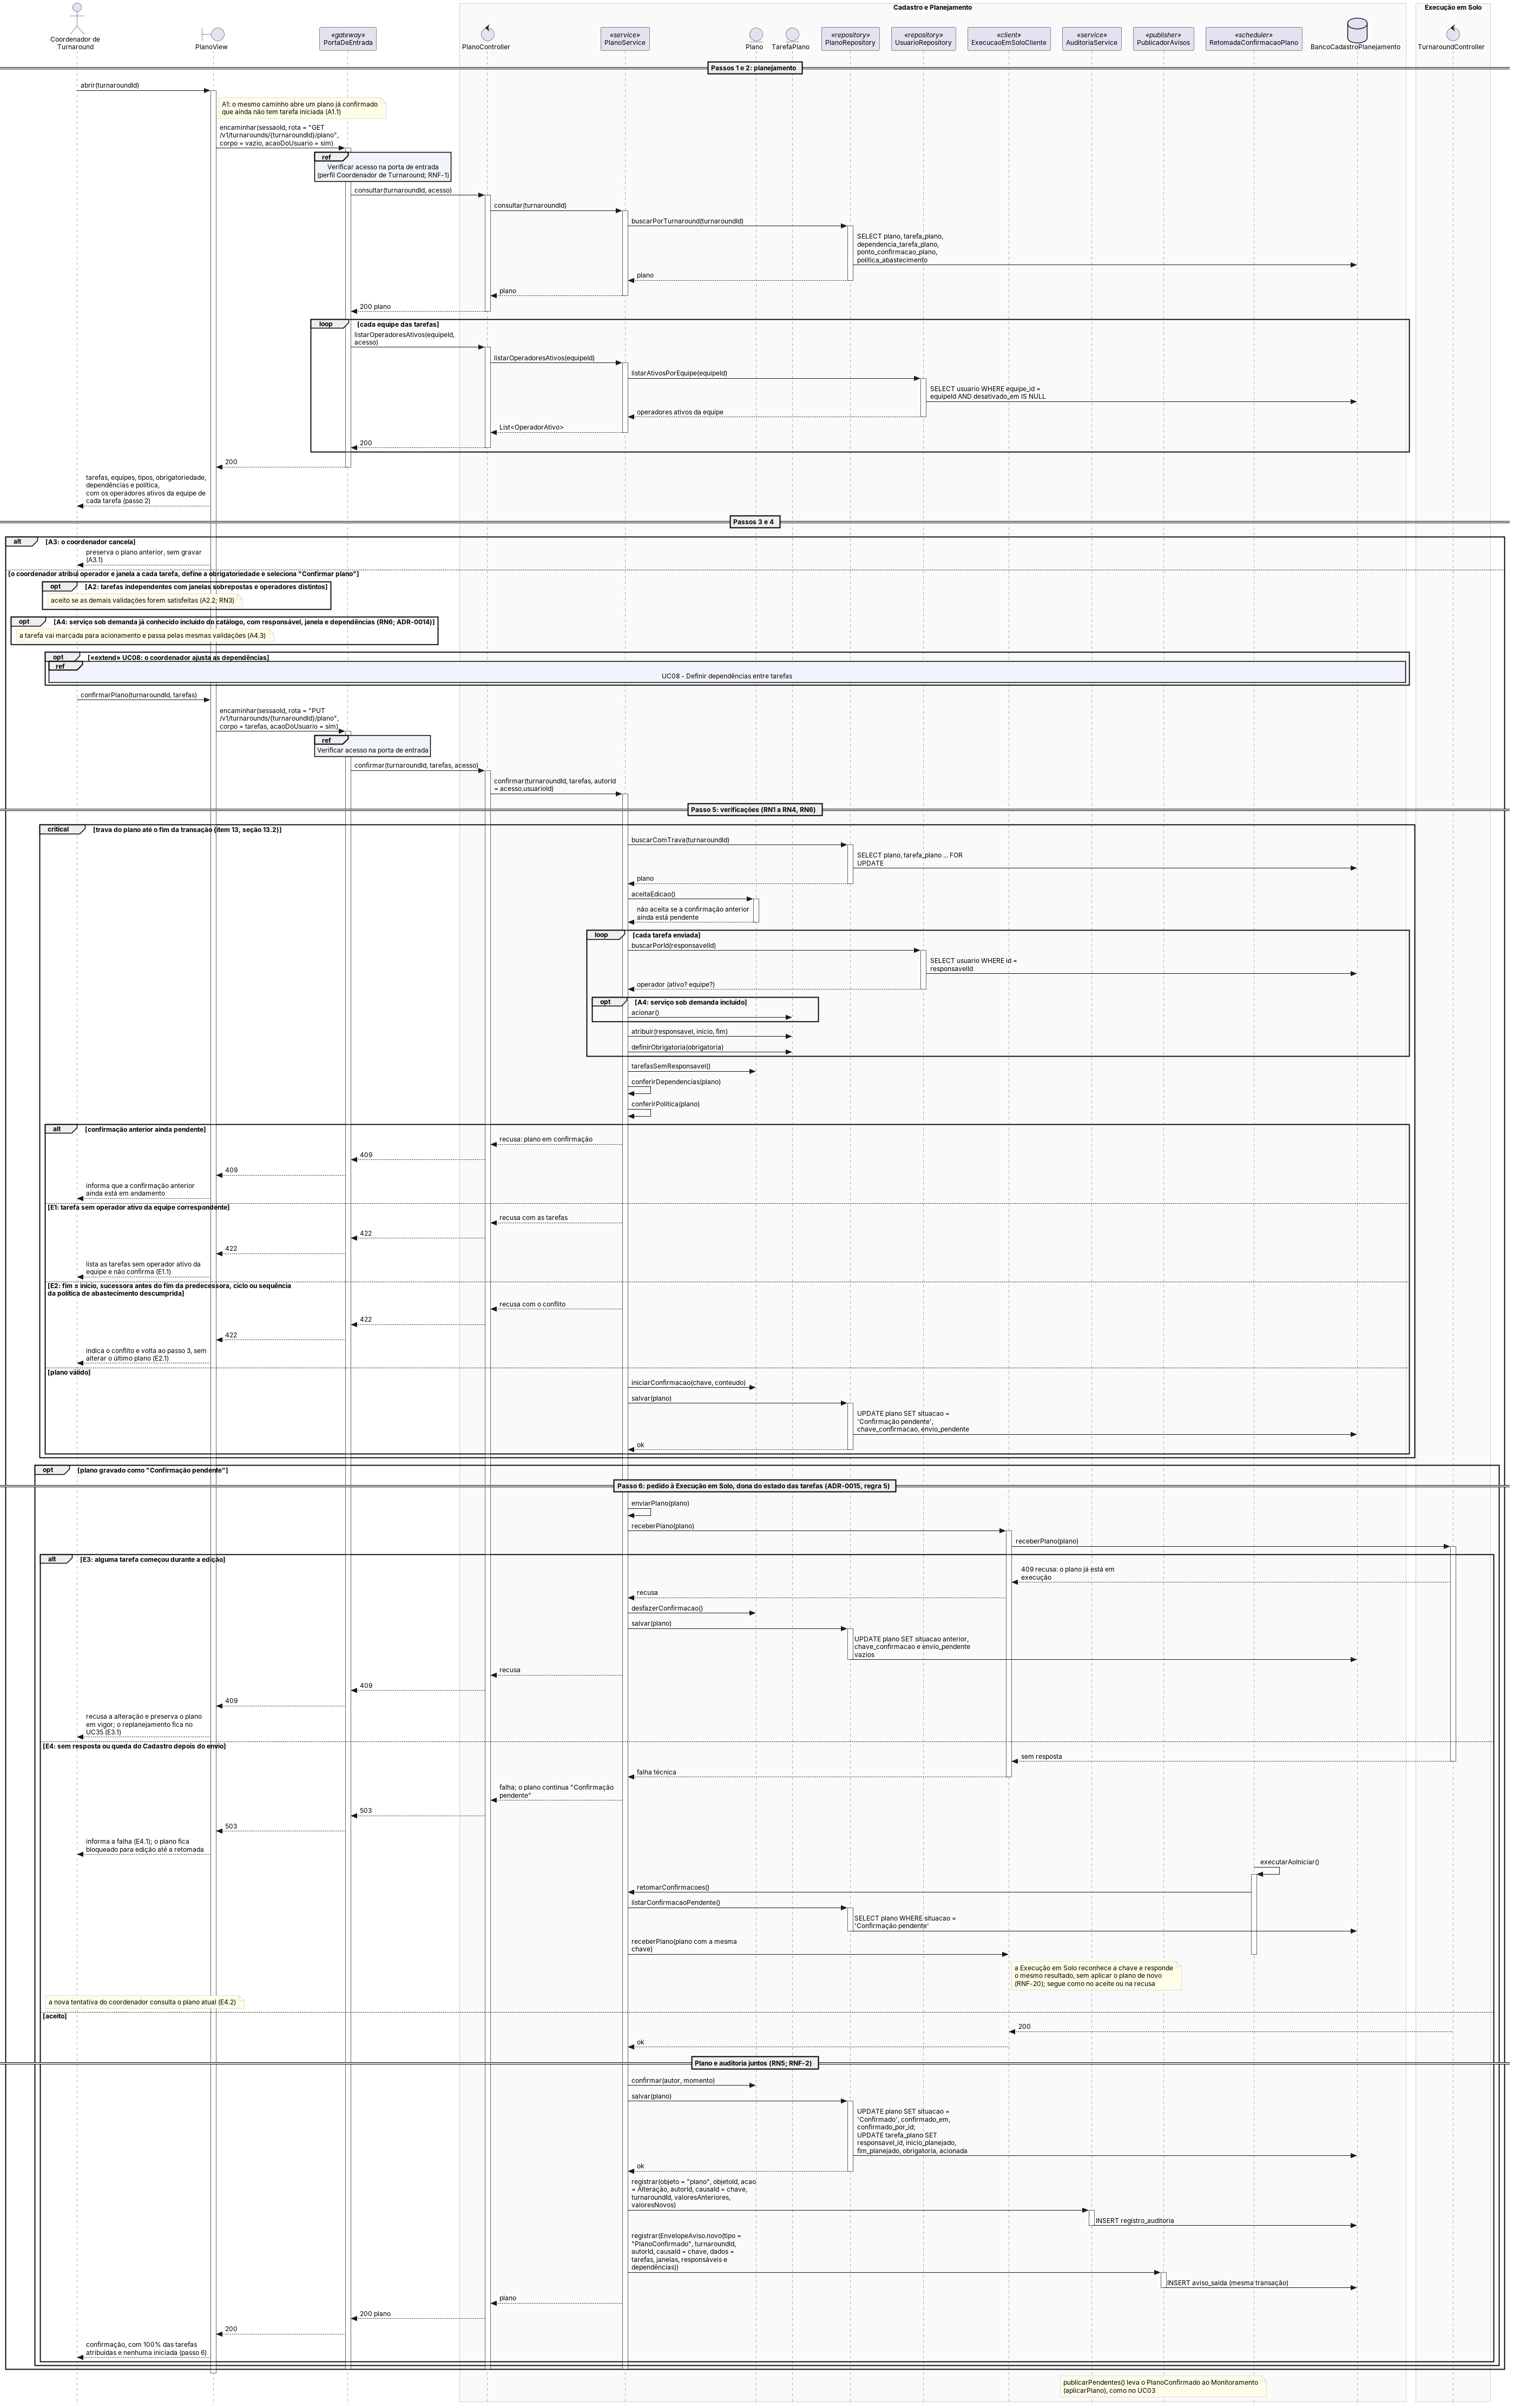 Cadastro e Planejamento
Execução em Solo
Coordenador de
Turnaround
PlanoView
«gateway»
PortaDeEntrada
PlanoController
«service»
PlanoService
Plano
TarefaPlano
«repository»
PlanoRepository
«repository»
UsuarioRepository
«client»
ExecucaoEmSoloCliente
«service»
AuditoriaService
«publisher»
PublicadorAvisos
«scheduler»
RetomadaConfirmacaoPlano
BancoCadastroPlanejamento
TurnaroundController
Passos 1 e 2: planejamento
abrir(turnaroundId)
A1: o mesmo caminho abre um plano já confirmado
que ainda não tem tarefa iniciada (A1.1)
encaminhar(sessaoId, rota = "GET
/v1/turnarounds/{turnaroundId}/plano",
corpo = vazio, acaoDoUsuario = sim)
ref
Verificar acesso na porta de entrada
(perfil Coordenador de Turnaround; RNF-1)
consultar(turnaroundId, acesso)
consultar(turnaroundId)
buscarPorTurnaround(turnaroundId)
SELECT plano, tarefa_plano,
dependencia_tarefa_plano,
ponto_confirmacao_plano,
politica_abastecimento
plano
plano
200 plano
loop
[cada equipe das tarefas]
listarOperadoresAtivos(equipeId,
acesso)
listarOperadoresAtivos(equipeId)
listarAtivosPorEquipe(equipeId)
SELECT usuario WHERE equipe_id =
equipeId AND desativado_em IS NULL
operadores ativos da equipe
List<OperadorAtivo>
200
200
tarefas, equipes, tipos, obrigatoriedade,
dependências e política,
com os operadores ativos da equipe de
cada tarefa (passo 2)
Passos 3 e 4
alt
[A3: o coordenador cancela]
preserva o plano anterior, sem gravar
(A3.1)
[o coordenador atribui operador e janela a cada tarefa, define a obrigatoriedade e seleciona "Confirmar plano"]
opt
[A2: tarefas independentes com janelas sobrepostas e operadores distintos]
aceito se as demais validações forem satisfeitas (A2.2; RN3)
opt
[A4: serviço sob demanda já conhecido incluído do catálogo, com responsável, janela e dependências (RN6; ADR-0014)]
a tarefa vai marcada para acionamento e passa pelas mesmas validações (A4.3)
opt
[«extend» UC08: o coordenador ajusta as dependências]
ref
UC08 - Definir dependências entre tarefas
confirmarPlano(turnaroundId, tarefas)
encaminhar(sessaoId, rota = "PUT
/v1/turnarounds/{turnaroundId}/plano",
corpo = tarefas, acaoDoUsuario = sim)
ref
Verificar acesso na porta de entrada
confirmar(turnaroundId, tarefas, acesso)
confirmar(turnaroundId, tarefas, autorId
= acesso.usuarioId)
Passo 5: verificações (RN1 a RN4, RN6)
critical
[trava do plano até o fim da transação (item 13, seção 13.2)]
buscarComTrava(turnaroundId)
SELECT plano, tarefa_plano ... FOR
UPDATE
plano
aceitaEdicao()
não aceita se a confirmação anterior
ainda está pendente
loop
[cada tarefa enviada]
buscarPorId(responsavelId)
SELECT usuario WHERE id =
responsavelId
operador (ativo? equipe?)
opt
[A4: serviço sob demanda incluído]
acionar()
atribuir(responsavel, inicio, fim)
definirObrigatoria(obrigatoria)
tarefasSemResponsavel()
conferirDependencias(plano)
conferirPolitica(plano)
alt
[confirmação anterior ainda pendente]
recusa: plano em confirmação
409
409
informa que a confirmação anterior
ainda está em andamento
[E1: tarefa sem operador ativo da equipe correspondente]
recusa com as tarefas
422
422
lista as tarefas sem operador ativo da
equipe e não confirma (E1.1)
[E2: fim ≤ início, sucessora antes do fim da predecessora, ciclo ou sequência
da política de abastecimento descumprida]
recusa com o conflito
422
422
indica o conflito e volta ao passo 3, sem
alterar o último plano (E2.1)
[plano válido]
iniciarConfirmacao(chave, conteudo)
salvar(plano)
UPDATE plano SET situacao =
'Confirmação pendente',
chave_confirmacao, envio_pendente
ok
opt
[plano gravado como "Confirmação pendente"]
Passo 6: pedido à Execução em Solo, dona do estado das tarefas (ADR-0015, regra 5)
enviarPlano(plano)
receberPlano(plano)
receberPlano(plano)
alt
[E3: alguma tarefa começou durante a edição]
409 recusa: o plano já está em
execução
recusa
desfazerConfirmacao()
salvar(plano)
UPDATE plano SET situacao anterior,
chave_confirmacao e envio_pendente
vazios
recusa
409
409
recusa a alteração e preserva o plano
em vigor; o replanejamento fica no
UC35 (E3.1)
[E4: sem resposta ou queda do Cadastro depois do envio]
sem resposta
falha técnica
falha; o plano continua "Confirmação
pendente"
503
503
informa a falha (E4.1); o plano fica
bloqueado para edição até a retomada
executarAoIniciar()
retomarConfirmacoes()
listarConfirmacaoPendente()
SELECT plano WHERE situacao =
'Confirmação pendente'
receberPlano(plano com a mesma
chave)
a Execução em Solo reconhece a chave e responde
o mesmo resultado, sem aplicar o plano de novo
(RNF-20); segue como no aceite ou na recusa
a nova tentativa do coordenador consulta o plano atual (E4.2)
[aceito]
200
ok
Plano e auditoria juntos (RN5; RNF-2)
confirmar(autor, momento)
salvar(plano)
UPDATE plano SET situacao =
'Confirmado', confirmado_em,
confirmado_por_id;
UPDATE tarefa_plano SET
responsavel_id, inicio_planejado,
fim_planejado, obrigatoria, acionada
ok
registrar(objeto = "plano", objetoId, acao
= Alteração, autorId, causaId = chave,
turnaroundId, valoresAnteriores,
valoresNovos)
INSERT registro_auditoria
registrar(EnvelopeAviso.novo(tipo =
"PlanoConfirmado", turnaroundId,
autorId, causaId = chave, dados =
tarefas, janelas, responsáveis e
dependências))
INSERT aviso_saida (mesma transação)
plano
200 plano
200
confirmação, com 100% das tarefas
atribuídas e nenhuma iniciada (passo 6)
publicarPendentes() leva o PlanoConfirmado ao Monitoramento
(aplicarPlano), como no UC03